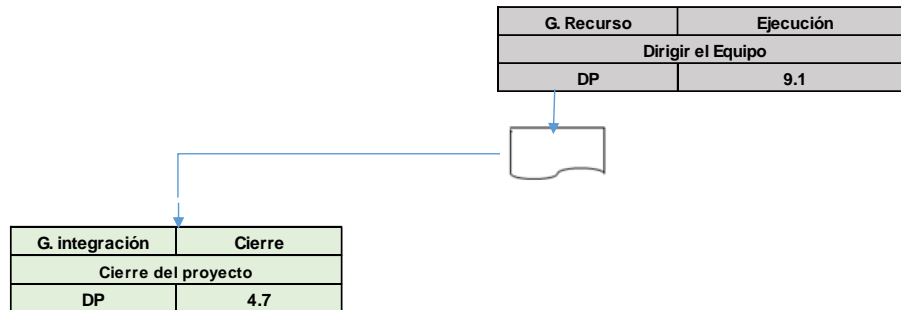 G. Recurso Ejecución
Dirigir el Equipo
DP 9.1
G. integración Cierre
Cierre del proyecto
DP 4.7